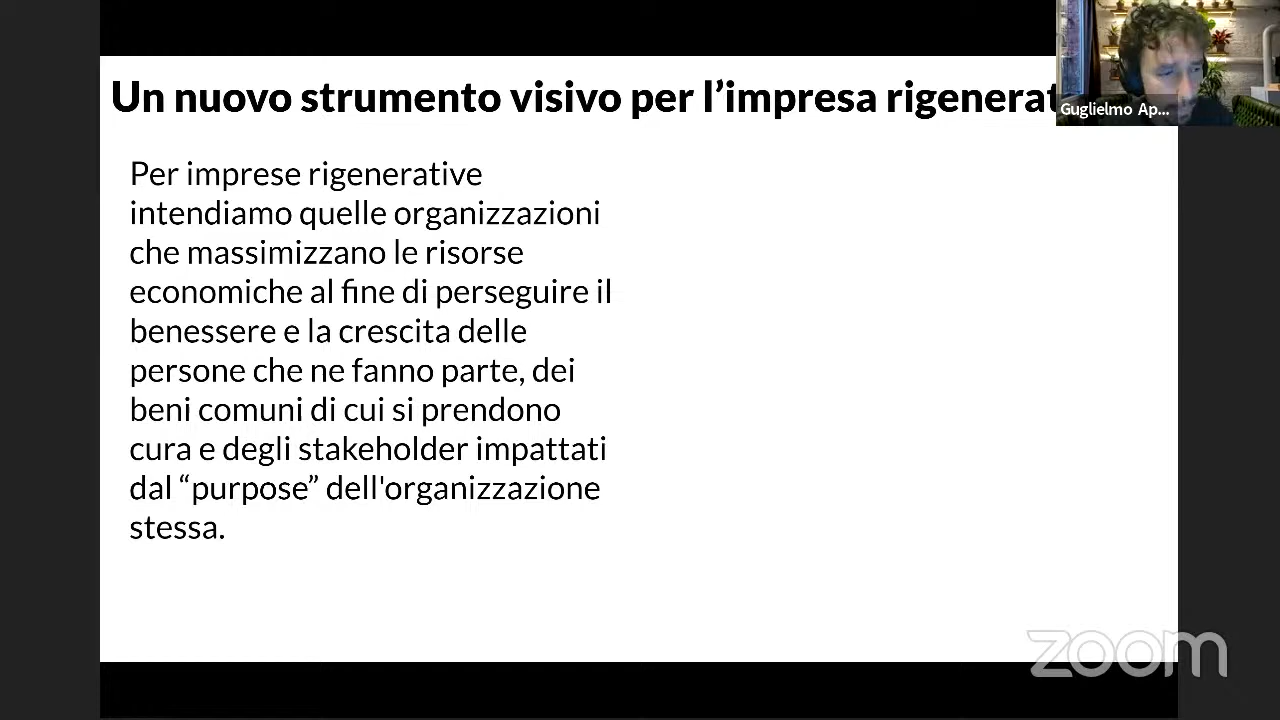 Un nuovo strumento visivo per l’impresa
Guglielmo Ap...
Per imprese rigenerative
intendiamo quelle organizzazioni
che massimizzano le risorse
economiche al fine di perseguire il
benessere e la crescita delle
persone che ne fanno parte, dei
beni comuni di cui si prendono
cura e degli stakeholder impattati
dal “purpose” dell'organizzazione
stessa.
zoom